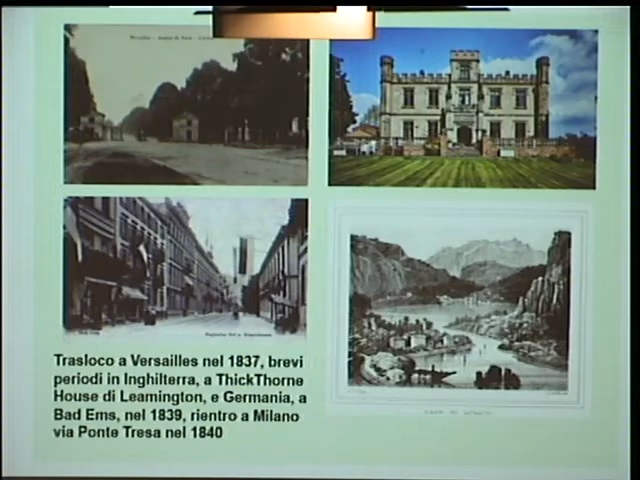 Trasloco a Versailles nel 1837, brevi
periodi in Inghilterra, a ThickThorne
House di Leamington, e Germania, a
Bad Ems, nel 1839, rientro a Milano
via Ponte Tresa nel 1840